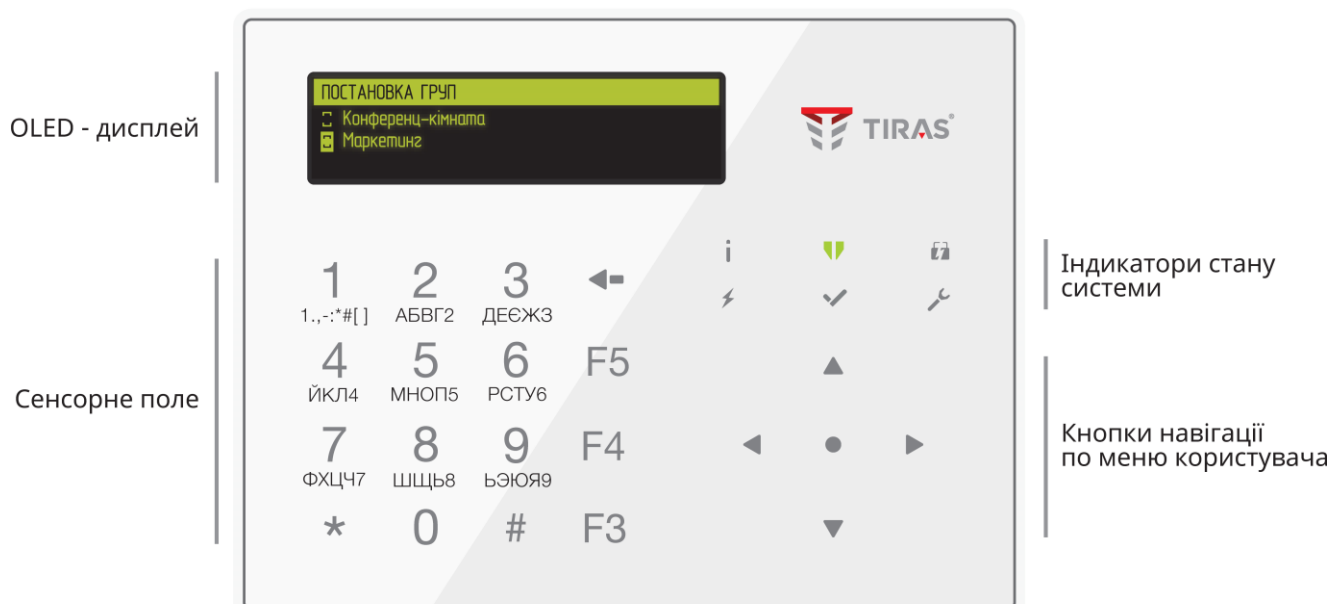 OLED - дисплей
ПОСТАНОВКА ГРУП
Конференц-кімната
Маркетинг
TIRAS®
Індикатори стану
системи
Сенсорне поле
1 2 3
1.,-:*#[ ] АБВГ2 ДЕЄЖЗ
4 5 6 F5
ЙКЛ4 МНОП5 РСТУ6
7 8 9 F4
ФХЦЧ7 ШЩЬ8 ЬЭЮЯ9
* 0 # F3
Кнопки навігації
по меню користувача